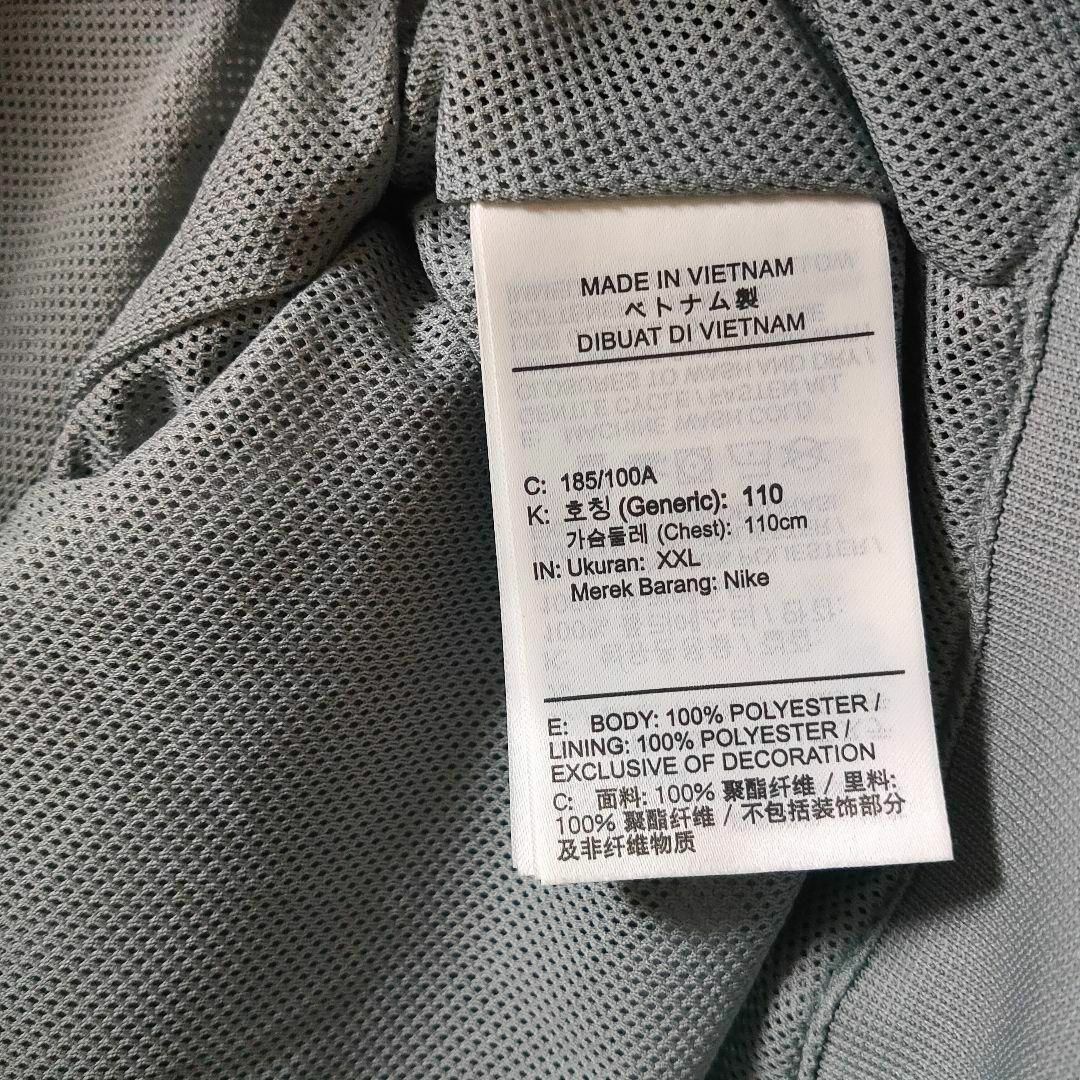 MADE IN VIETNAM
ベトナム製
DIBUAT DI VIETNAM
C: 185/100A
K: 호칭 (Generic): 110
가슴둘레 (Chest): 110cm
IN: Ukuran: XXL
Merek Barang: Nike
E: BODY: 100% POLYESTER /
LINING: 100% POLYESTER /
EXCLUSIVE OF DECORATION
C: 面料: 100% 聚酯纤维 / 里料:
100% 聚酯纤维 / 不包括装饰部分
及非纤维物质